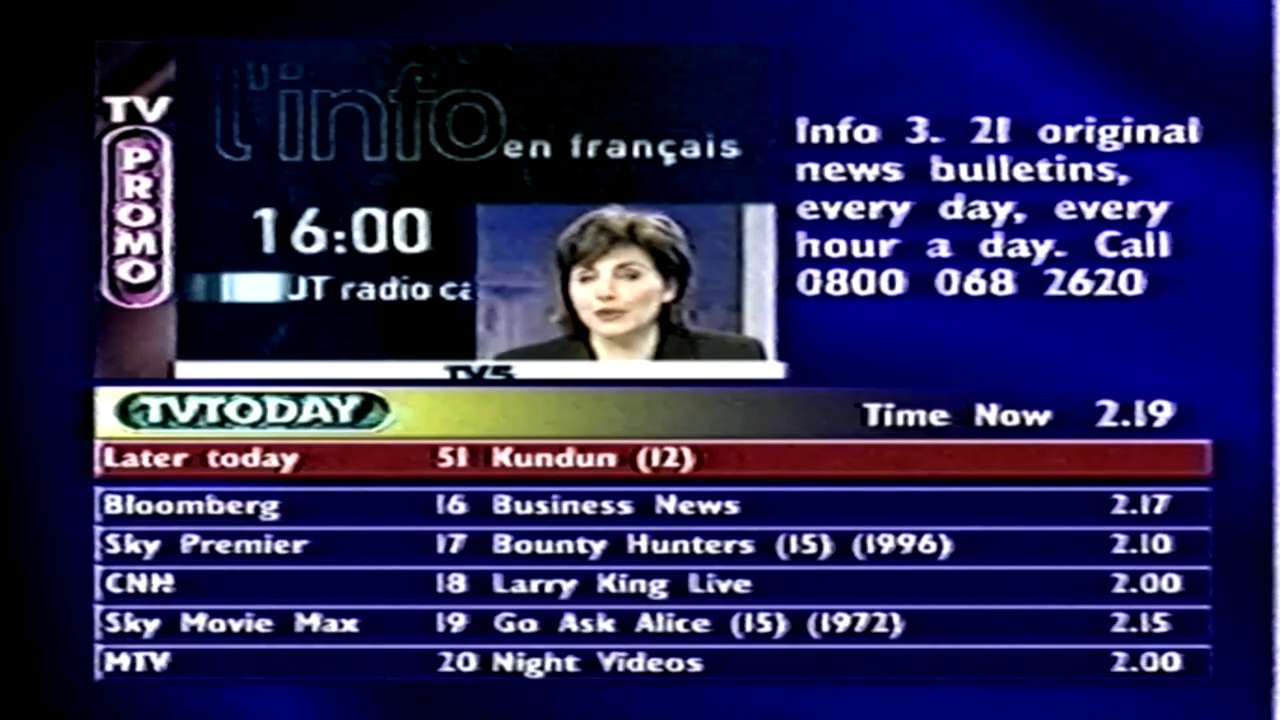 TV
PROMO
l'info en français
16:00
UT radio ca
TV5
Info 3. 21 original
news bulletins,
every day, every
hour a day. Call
0800 068 2620
TVTODAY Time Now 2.19
Later today 51 Kundun (12)
Bloomberg 16 Business News 2.17
Sky Premier 17 Bounty Hunters (15) (1996) 2.10
CNN 18 Larry King Live 2.00
Sky Movie Max 19 Go Ask Alice (15) (1972) 2.15
MTV 20 Night Videos 2.00